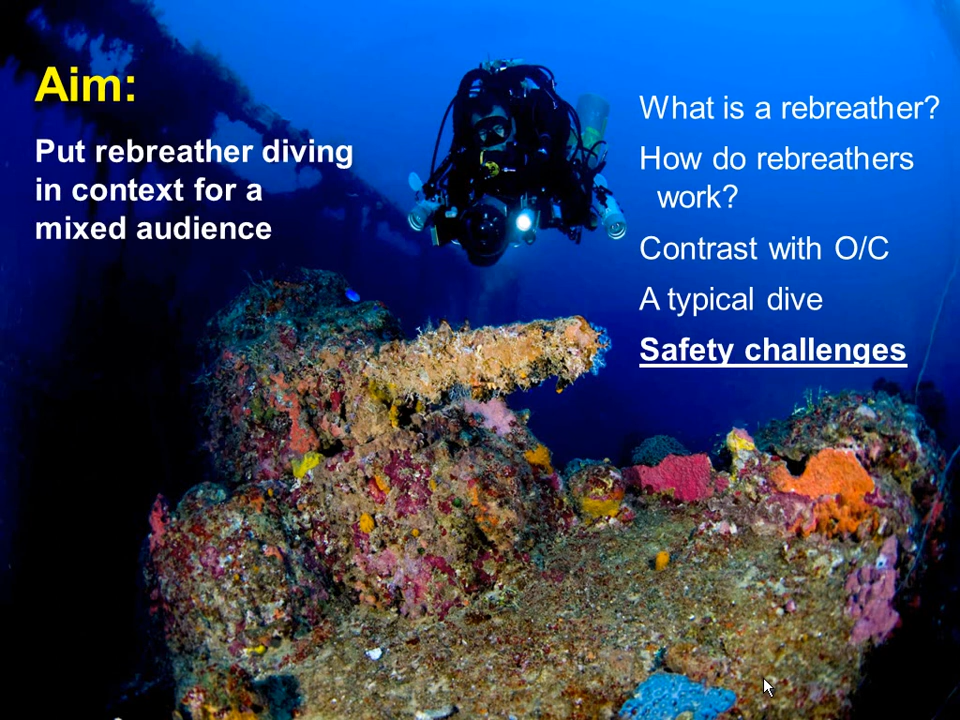 Aim:
Put rebreather diving
in context for a
mixed audience
What is a rebreather?
How do rebreathers
work?
Contrast with O/C
A typical dive
Safety challenges